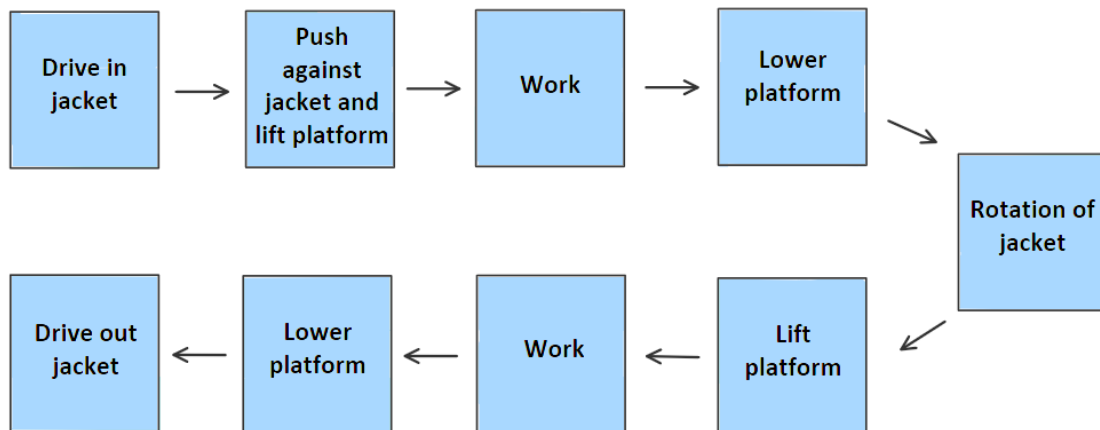 Drive in
jacket
Push
against
jacket and
lift platform
Work
Lower
platform
Rotation of
jacket
Lift
platform
Work
Lower
platform
Drive out
jacket